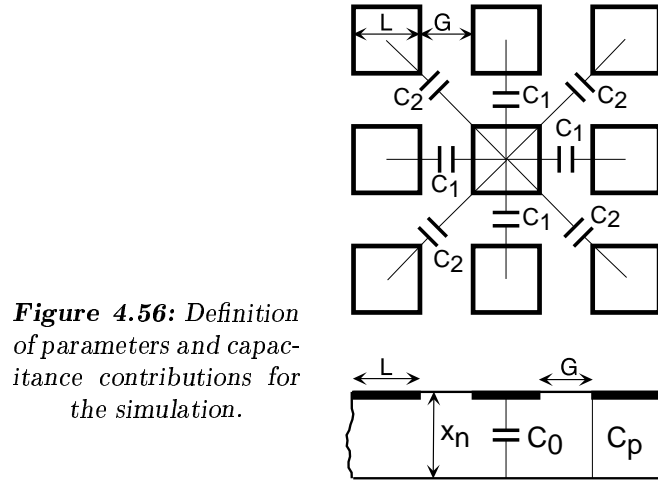 L
G
C2
C1
C2
C1
C1
C2
C1
C2
Figure 4.56: Definition
of parameters and capac-
itance contributions for
the simulation.
L
G
xn
C0
Cp